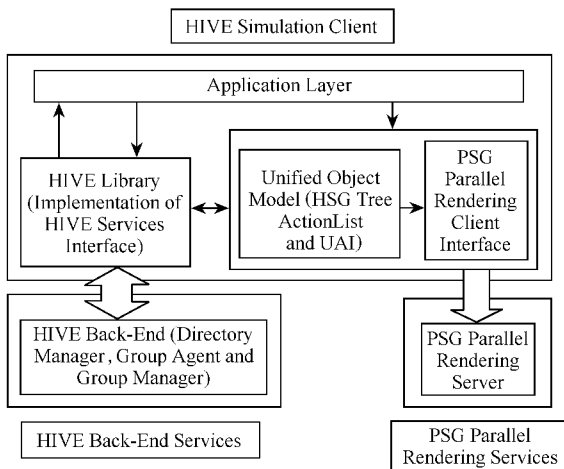 HIVE Simulation Client
Application Layer
HIVE Library
(Implementation of
HIVE Services
Interface)
Unified Object
Model (HSG Tree
ActionList
and UAI)
PSG
Parallel
Rendering
Client
Interface
HIVE Back-End (Directory
Manager, Group Agent and
Group Manager)
PSG Parallel
Rendering
Server
HIVE Back-End Services
PSG Parallel
Rendering Services